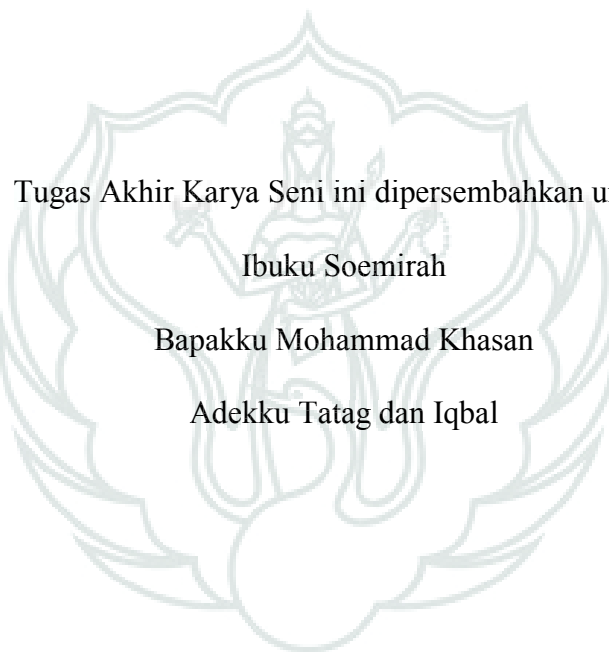 Tugas Akhir Karya Seni ini dipersembahkan
Ibuku Soemirah
Bapakku Mohammad Khasan
Adekku Tatag dan Iqbal